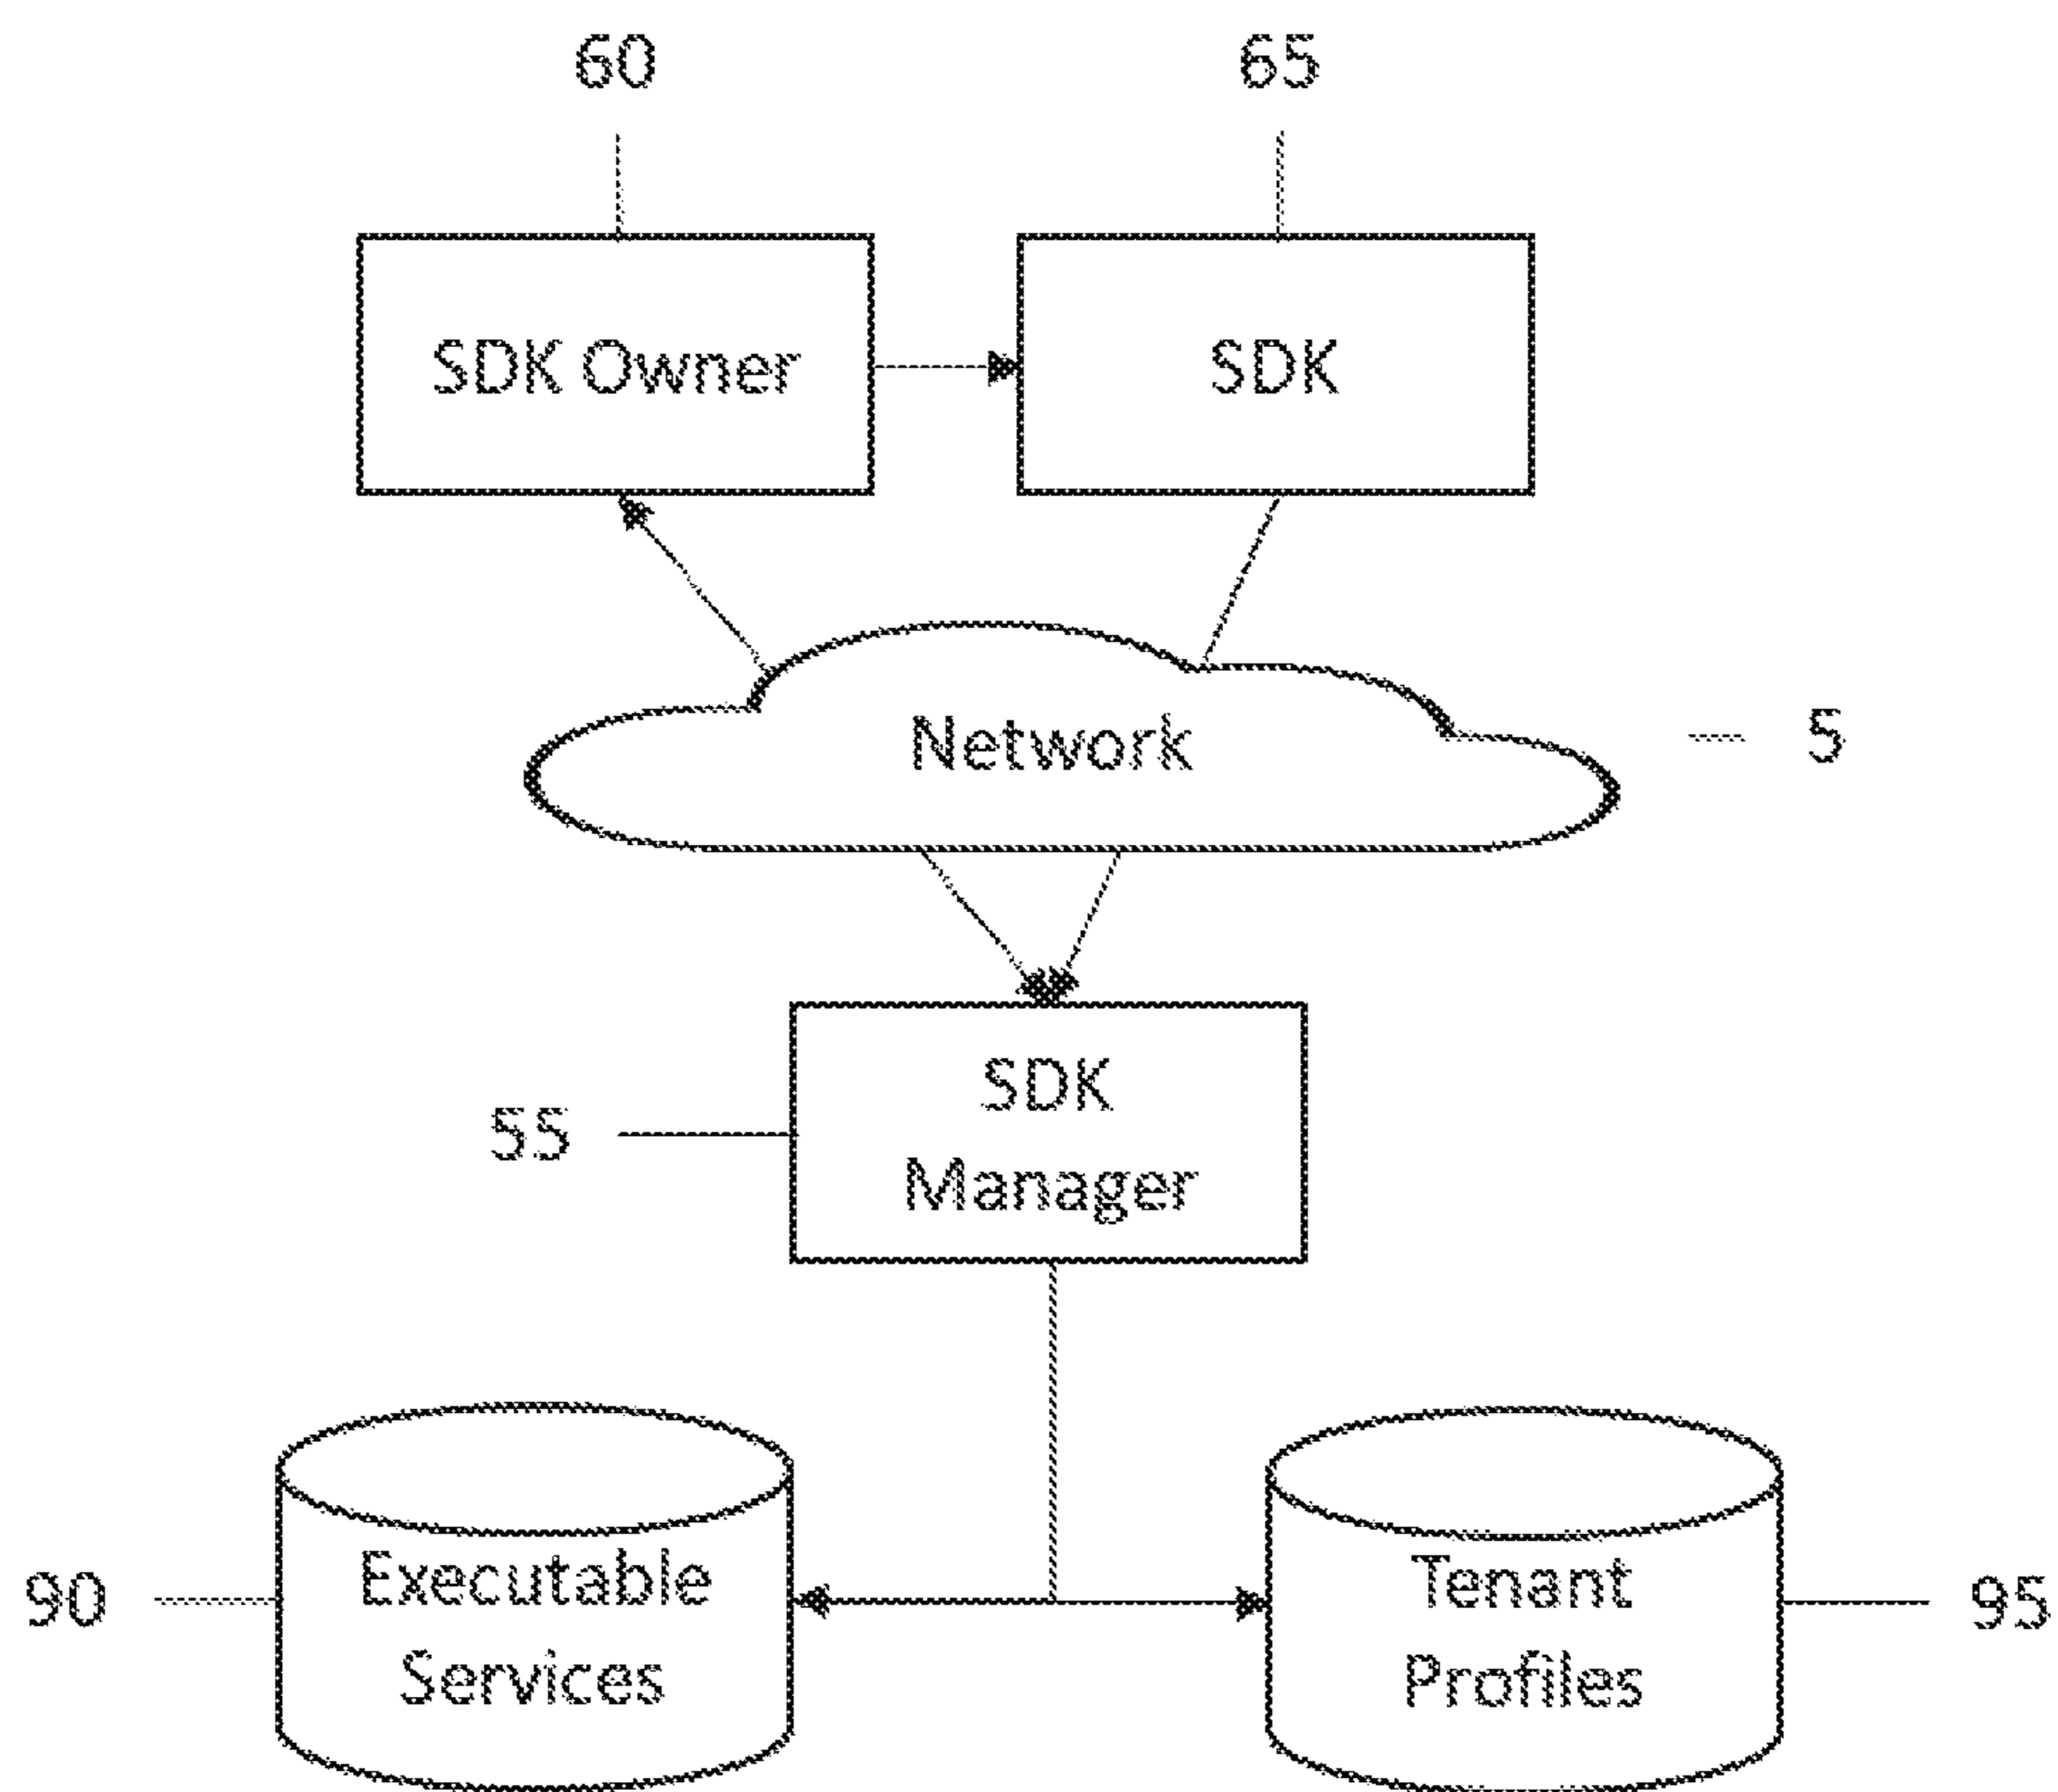 60
65
SDK Owner
SDK
Network
5
SDK
Manager
55
Executable
Services
Tenant
Profiles
90
95